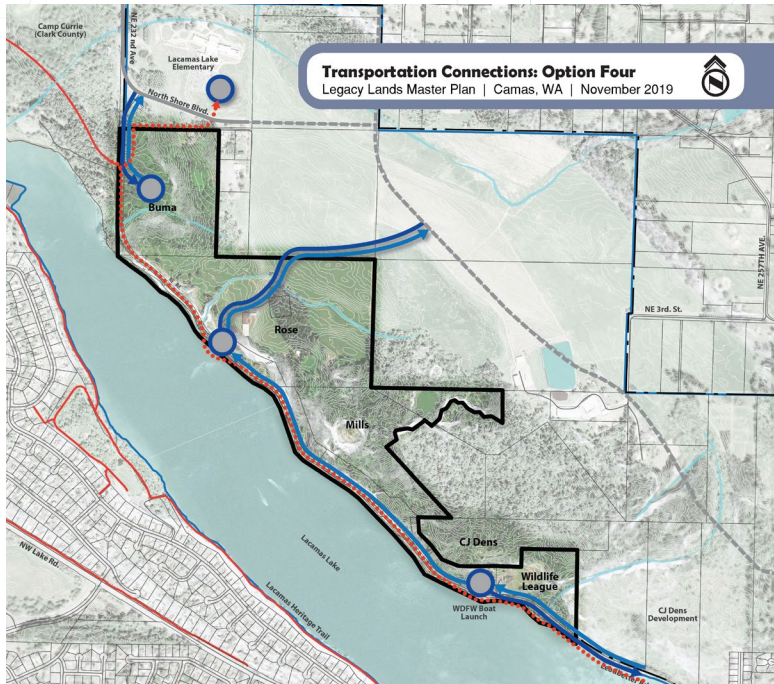 Camp Currie
(Clark County)
NE 232nd Ave
Lacamas Lake
Elementary
North Shore Blvd.
Transportation Connections: Option Four
Legacy Lands Master Plan | Camas, WA | November 2019
N
Buma
NE 257TH AVE.
NE 3rd. St.
Rose
Mills
CJ Dens
Lacamas Lake
Wildlife
League
WDFW Boat
Launch
CJ Dens
Development
NW Lake Rd.
Lacamas Heritage Trail